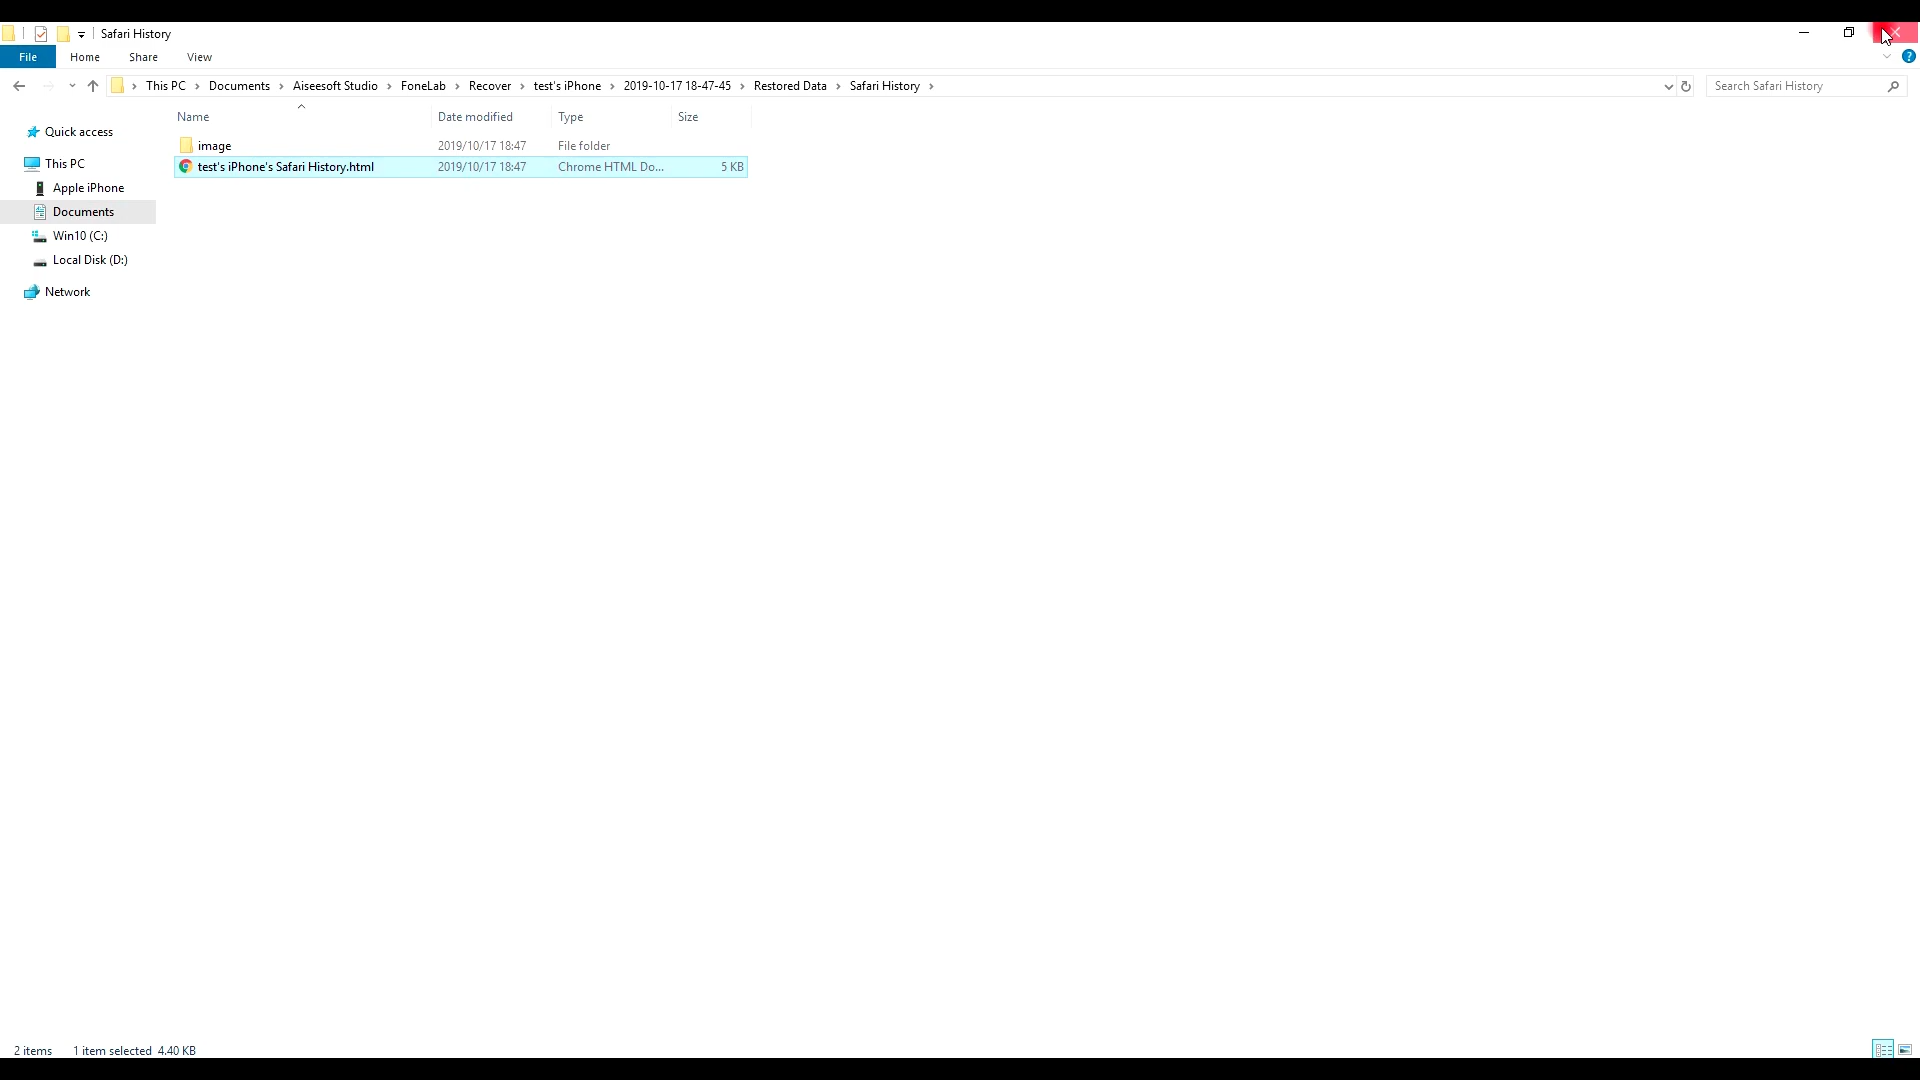 Safari History
File Home Share View
This PC Documents Aiseesoft Studio FoneLab Recover test's iPhone 2019-10-17 18-47-45 Restored Data Safari History
Search Safari History
Name Date modified Type Size
Quick access
This PC
Apple iPhone
Documents
Win10 (C:)
Local Disk (D:)
Network
image 2019/10/17 18:47 File folder
test's iPhone's Safari History.html 2019/10/17 18:47 Chrome HTML Do... 5 KB
2 items 1 item selected 4.40 KB